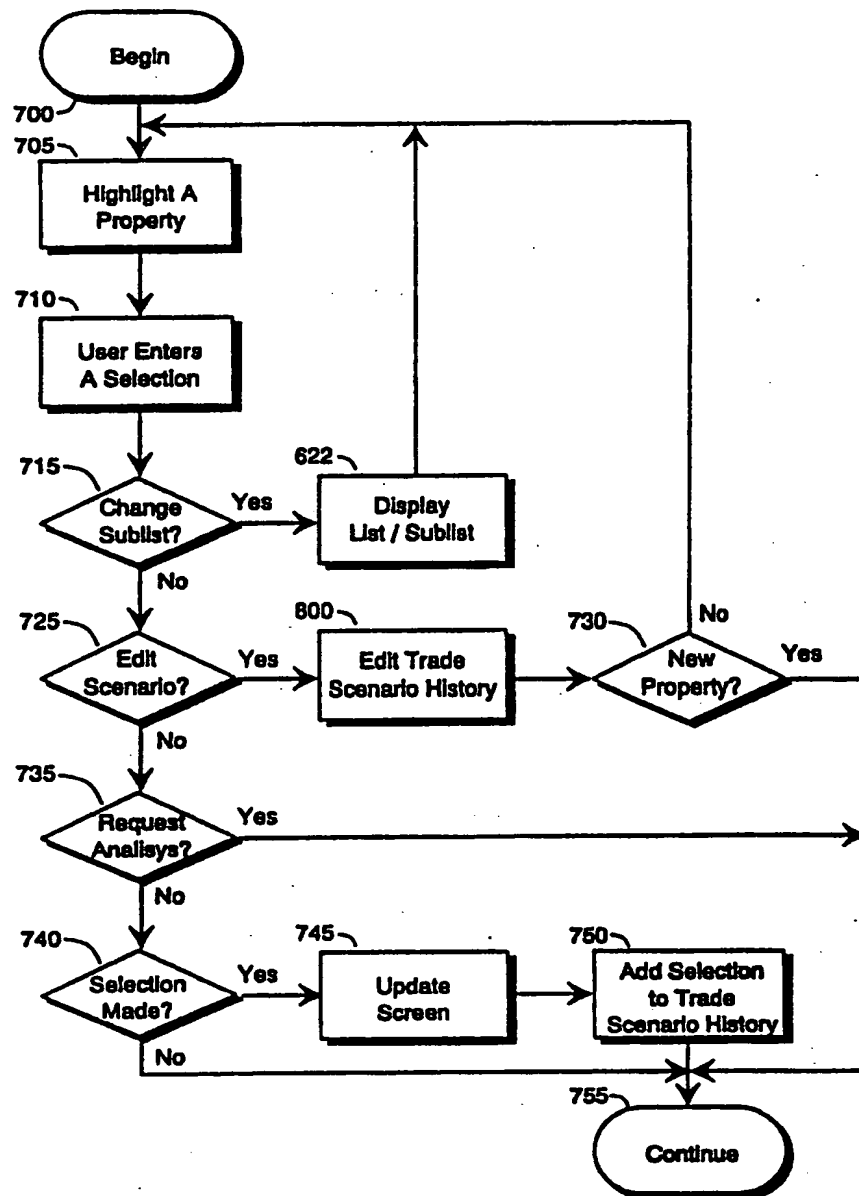 Begin
700
705
Highlight A
Property
710
User Enters
A Selection
715
Change
Sublist?
Yes
622
Display
List / Sublist
No
725
Edit
Scenario?
Yes
800
Edit Trade
Scenario History
730
New
Property?
No
Yes
No
735
Request
Analisys?
Yes
No
740
Selection
Made?
Yes
745
Update
Screen
750
Add Selection
to Trade
Scenario History
No
755
Continue